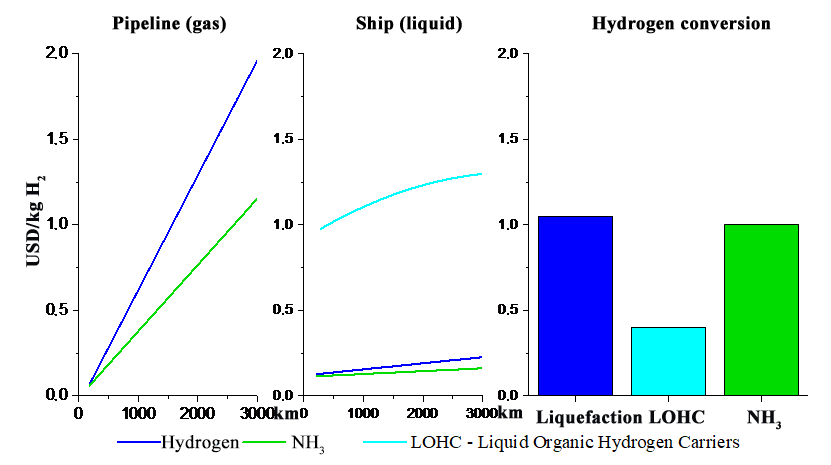 Pipeline (gas)
Ship (liquid)
Hydrogen conversion
USD/kg H2
2.0
1.5
1.0
0.5
0.0
0
1000
2000
3000km
2.0
1.5
1.0
0.5
0.0
0
1000
2000
3000km
2.0
1.5
1.0
0.5
0.0
Liquefaction LOHC NH3
Hydrogen NH3 LOHC - Liquid Organic Hydrogen Carriers